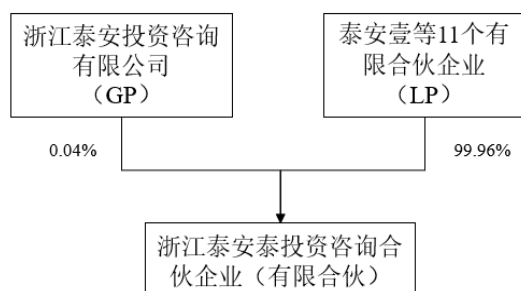 浙江泰安投资咨询
有限公司
（GP）
泰安壹等11个有
限合伙企业
（LP）
0.04%
99.96%
浙江泰安泰投资咨询合
伙企业（有限合伙）